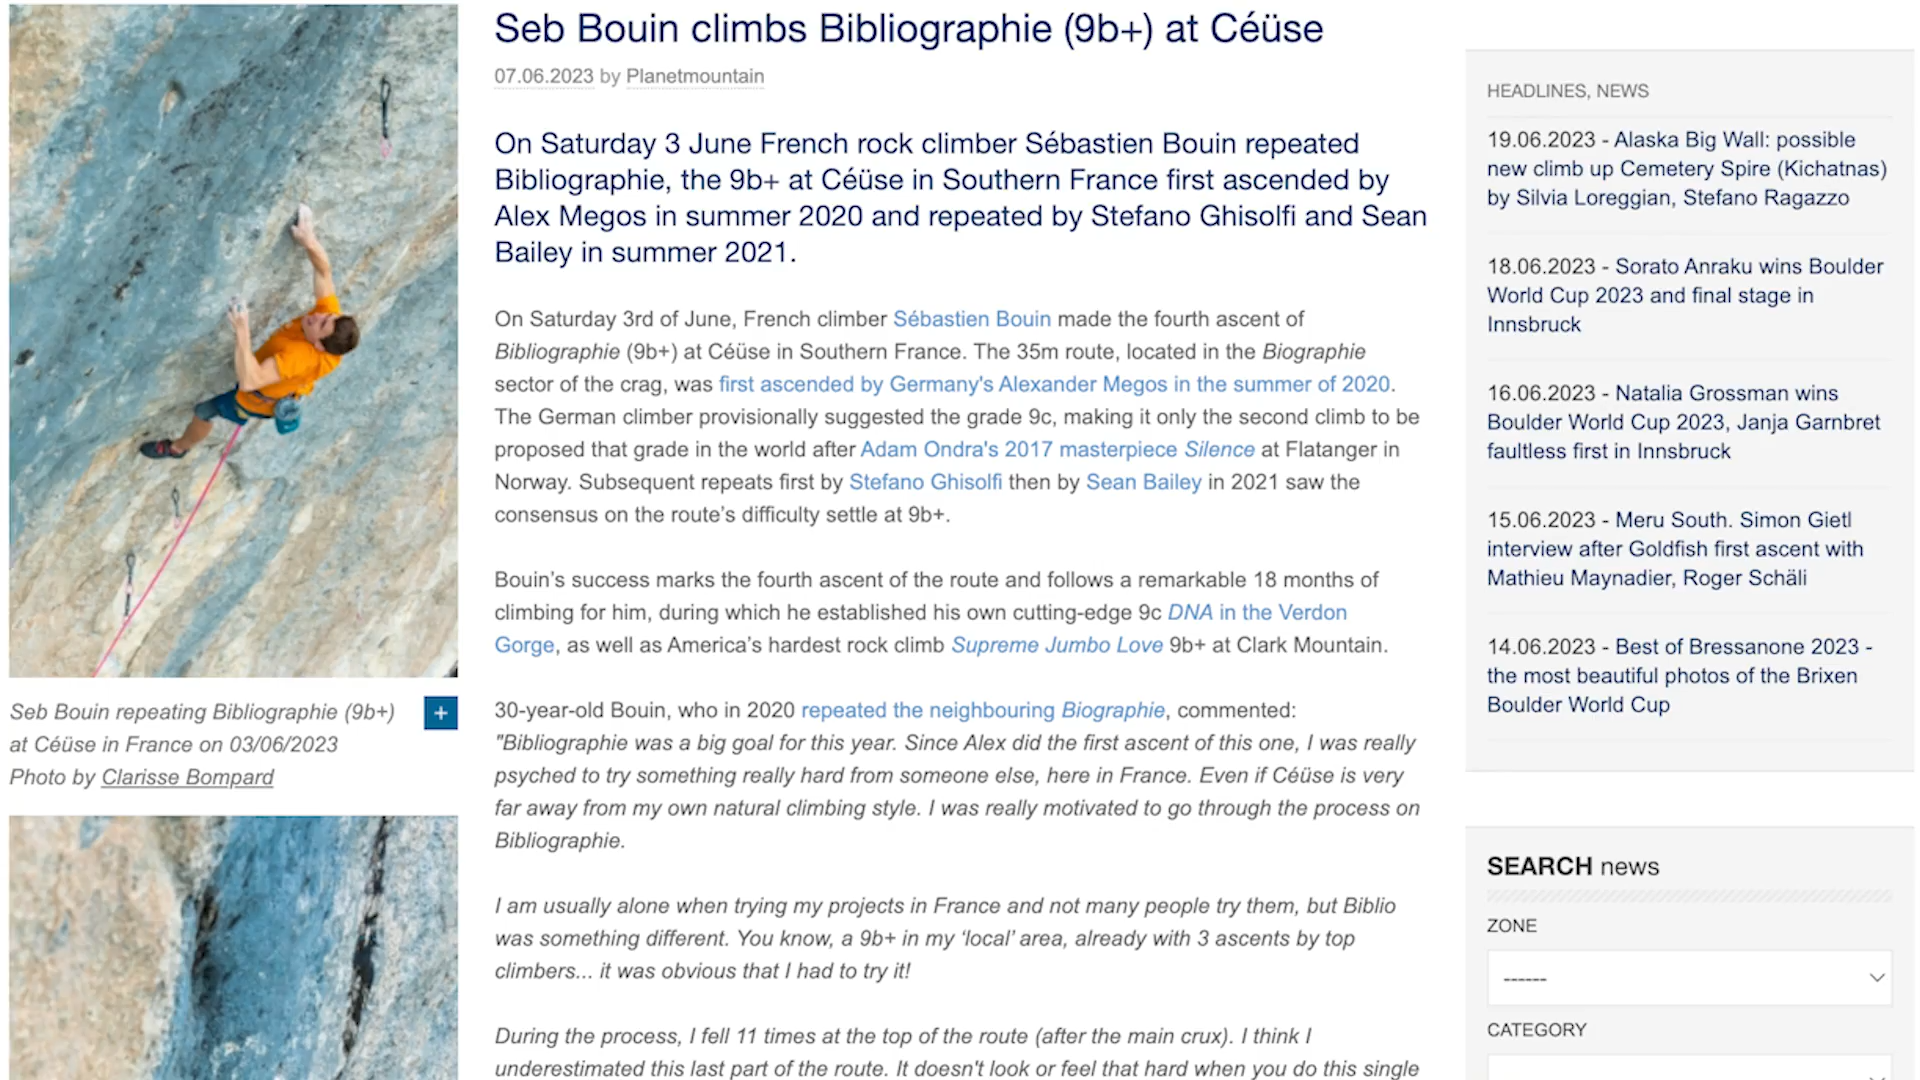 Seb Bouin climbs Bibliographie (9b+) at Céüse
07.06.2023 by Planetmountain
On Saturday 3 June French rock climber Sébastien Bouin repeated
Bibliographie, the 9b+ at Céüse in Southern France first ascended by
Alex Megos in summer 2020 and repeated by Stefano Ghisolfi and Sean
Bailey in summer 2021.
On Saturday 3rd of June, French climber Sébastien Bouin made the fourth ascent of
Bibliographie (9b+) at Céüse in Southern France. The 35m route, located in the Biographie
sector of the crag, was first ascended by Germany's Alexander Megos in the summer of 2020.
The German climber provisionally suggested the grade 9c, making it only the second climb to be
proposed that grade in the world after Adam Ondra's 2017 masterpiece Silence at Flatanger in
Norway. Subsequent repeats first by Stefano Ghisolfi then by Sean Bailey in 2021 saw the
consensus on the route’s difficulty settle at 9b+.
Bouin’s success marks the fourth ascent of the route and follows a remarkable 18 months of
climbing for him, during which he established his own cutting-edge 9c DNA in the Verdon
Gorge, as well as America’s hardest rock climb Supreme Jumbo Love 9b+ at Clark Mountain.
30-year-old Bouin, who in 2020 repeated the neighbouring Biographie, commented:
"Bibliographie was a big goal for this year. Since Alex did the first ascent of this one, I was really
psyched to try something really hard from someone else, here in France. Even if Céüse is very
far away from my own natural climbing style. I was really motivated to go through the process on
Bibliographie.
I am usually alone when trying my projects in France and not many people try them, but Biblio
was something different. You know, a 9b+ in my ‘local’ area, already with 3 ascents by top
climbers... it was obvious that I had to try it!
During the process, I fell 11 times at the top of the route (after the main crux). I think I
underestimated this last part of the route. It doesn't look or feel that hard when you do this single
Seb Bouin repeating Bibliographie (9b+)
at Céüse in France on 03/06/2023
Photo by Clarisse Bompard
+
HEADLINES, NEWS
19.06.2023 - Alaska Big Wall: possible
new climb up Cemetery Spire (Kichatnas)
by Silvia Loreggian, Stefano Ragazzo
18.06.2023 - Sorato Anraku wins Boulder
World Cup 2023 and final stage in
Innsbruck
16.06.2023 - Natalia Grossman wins
Boulder World Cup 2023, Janja Garnbret
faultless first in Innsbruck
15.06.2023 - Meru South. Simon Gietl
interview after Goldfish first ascent with
Mathieu Maynadier, Roger Schäli
14.06.2023 - Best of Bressanone 2023 -
the most beautiful photos of the Brixen
Boulder World Cup
SEARCH news
ZONE
------
CATEGORY